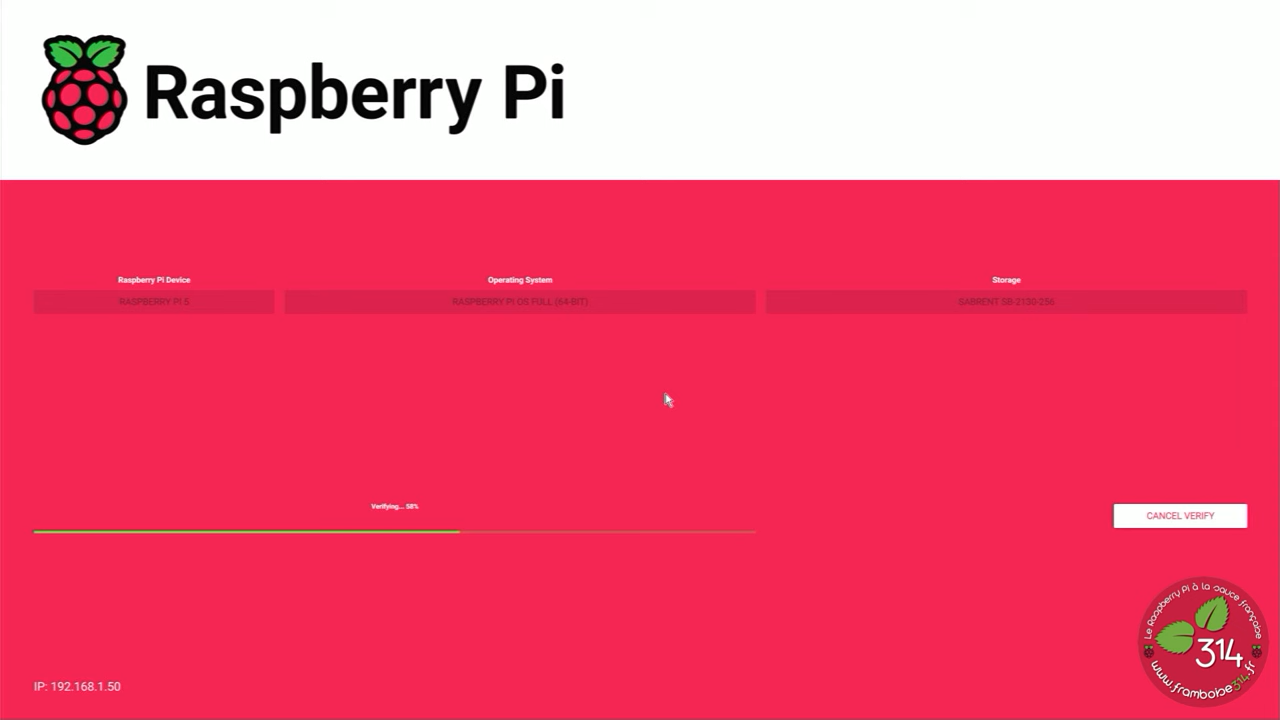 Raspberry Pi
Raspberry Pi Device
Operating System
Storage
RASPBERRY PI 5
RASPBERRY PI OS FULL (64-BIT)
SABRENT SB-2130-256
Verifying... 58%
CANCEL VERIFY
Le Raspberry Pi à la sauce française
314
www.framboise314.fr
IP: 192.168.1.50